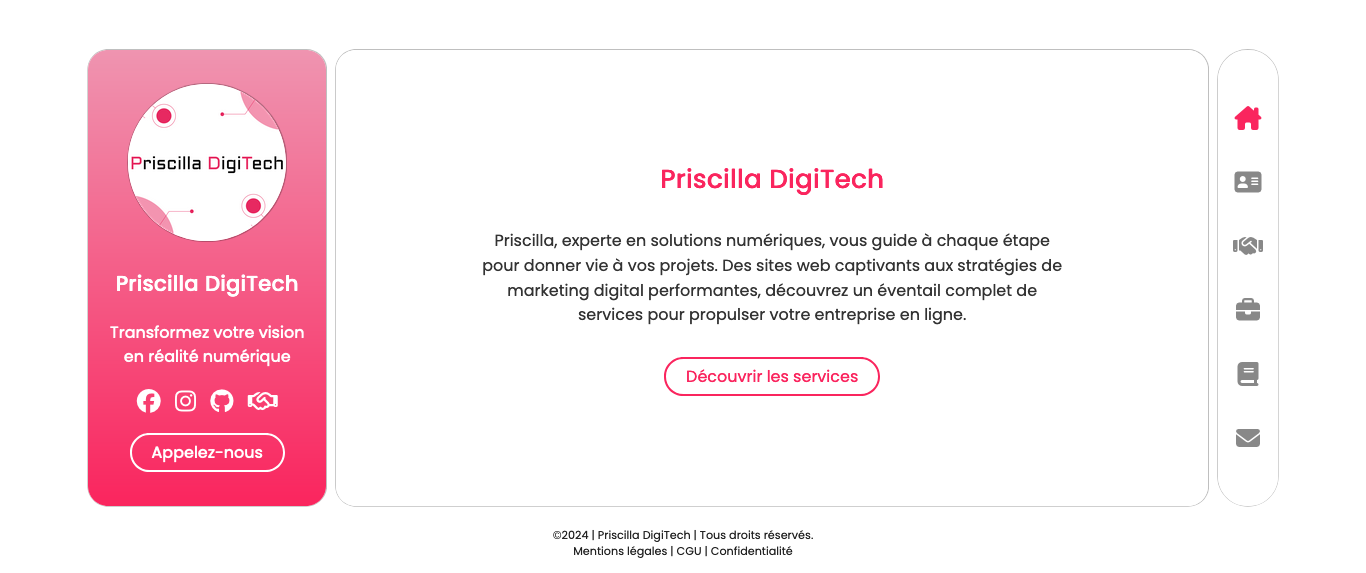 Priscilla DigiTech
Priscilla DigiTech
Transformez votre vision
en réalité numérique
Appelez-nous
Priscilla DigiTech
Priscilla, experte en solutions numériques, vous guide à chaque étape
pour donner vie à vos projets. Des sites web captivants aux stratégies de
marketing digital performantes, découvrez un éventail complet de
services pour propulser votre entreprise en ligne.
Découvrir les services
©2024 | Priscilla DigiTech | Tous droits réservés.
Mentions légales | CGU | Confidentialité